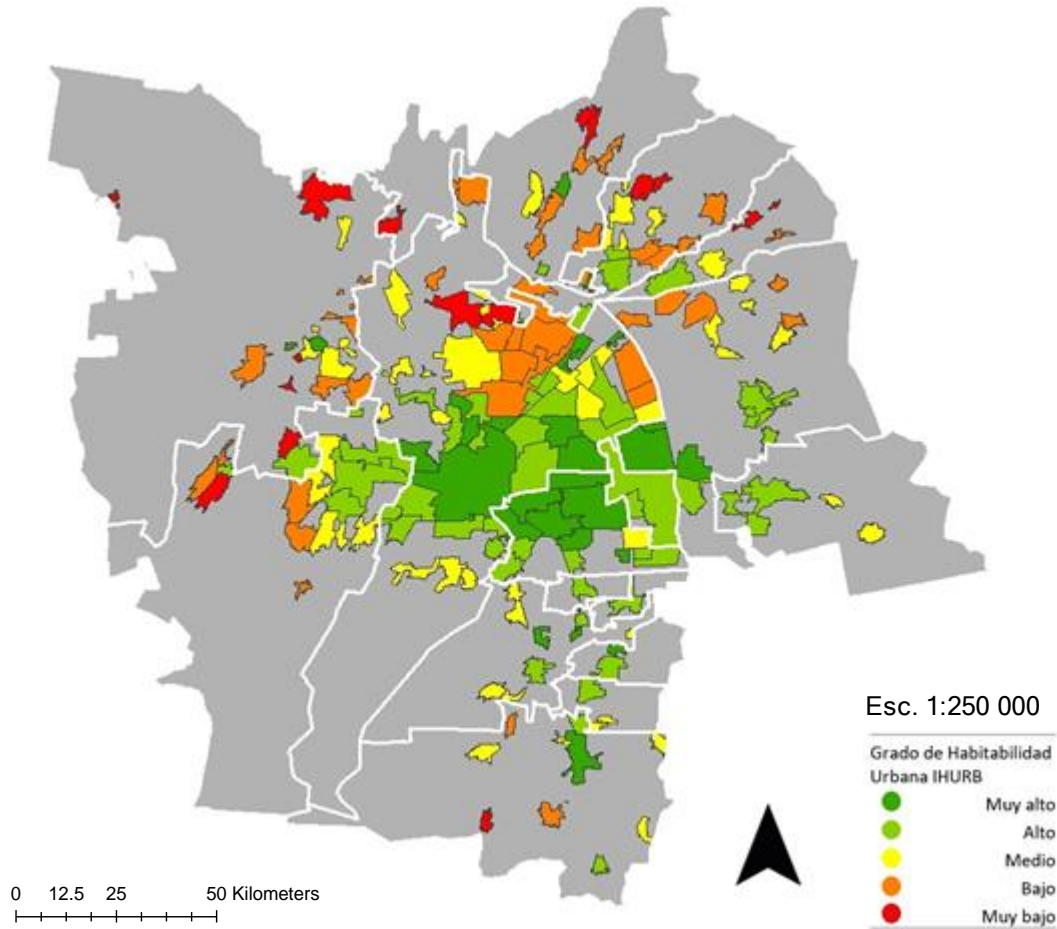 Esc. 1:250 000
Grado de Habitabilidad
Urbana IHURB
Muy alto
Alto
Medio
Bajo
Muy bajo
0 12.5 25 50 Kilometers